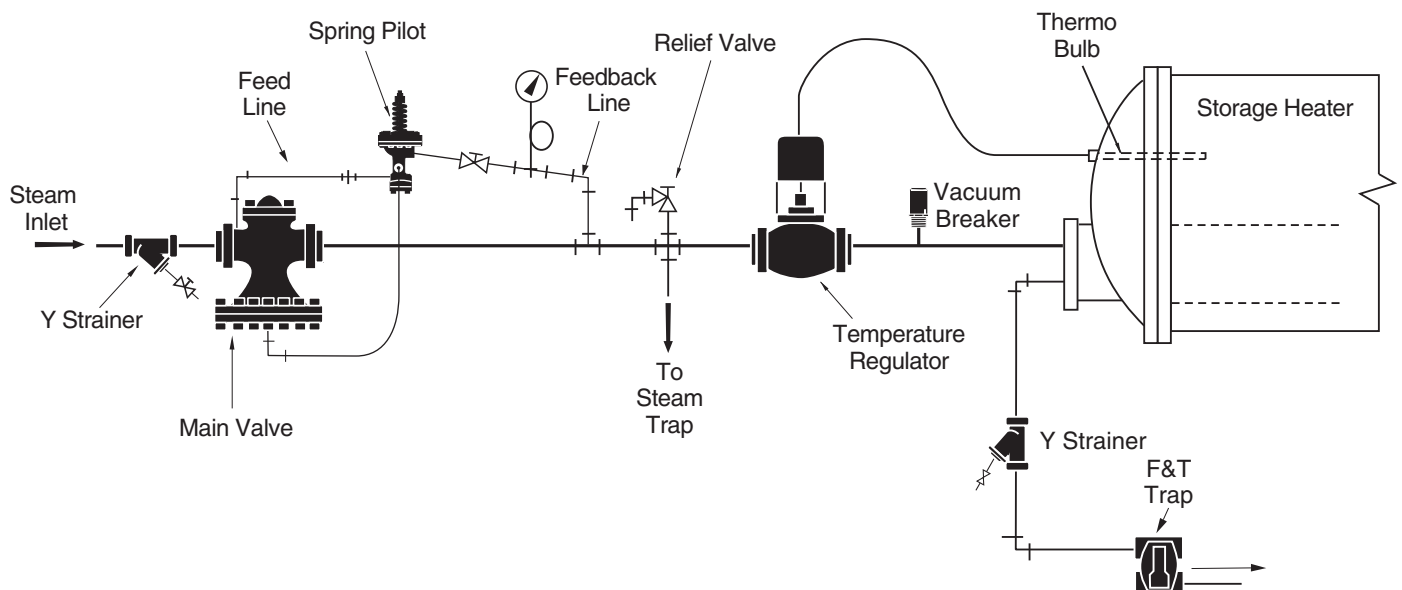 Spring Pilot
Relief Valve
Thermo
Bulb
Feed
Line
Feedback
Line
Storage Heater
Steam
Inlet
Vacuum
Breaker
Y Strainer
Main Valve
To
Steam
Trap
Temperature
Regulator
Y Strainer
F&T
Trap